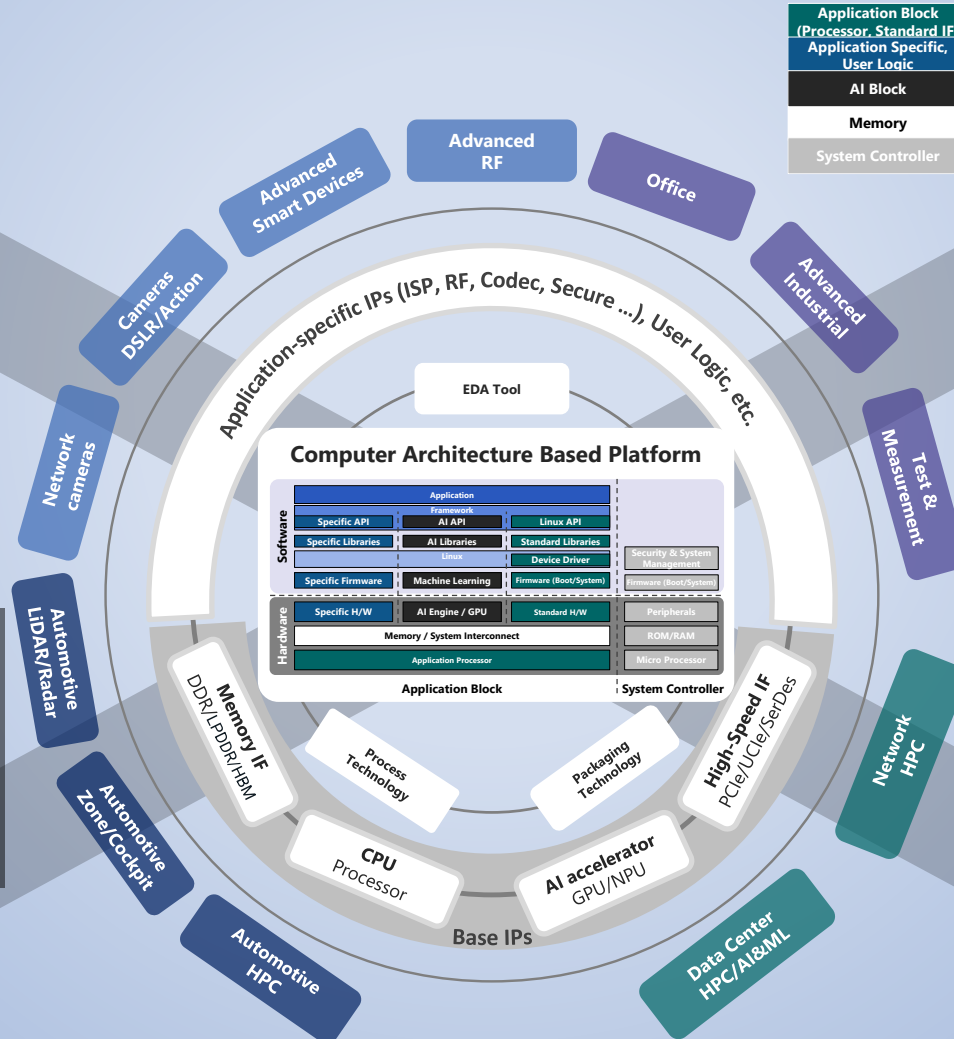 Application Block
(Processor, Standard IF
Application Specific,
User Logic
AI Block
Memory
System Controller
Advanced
RF
Advanced
Smart Devices
Office
Cameras
DSLR/Action
Advanced
Industrial
Network
cameras
Test &
Measurement
Automotive
LiDAR/Radar
Automotive
Zone/Cockpit
Automotive
HPC
Network
HPC
Data Center
HPC/AI&ML
Application-specific IPs (ISP, RF, Codec, Secure ...), User Logic, etc.
EDA Tool
Computer Architecture Based Platform
Software
Application
Framework
Specific API
AI API
Linux API
Specific Libraries
AI Libraries
Standard Libraries
Linux
Device Driver
Security & System
Management
Specific Firmware
Machine Learning
Firmware (Boot/System)
Firmware (Boot/System)
Hardware
Specific H/W
AI Engine / GPU
Standard H/W
Peripherals
Memory / System Interconnect
ROM/RAM
Application Processor
Micro Processor
Application Block
System Controller
Memory IF
DDR/LPDDR/HBM
Process
Technology
Packaging
Technology
High-Speed IF
PCIe/UCIe/SerDes
CPU
Processor
AI accelerator
GPU/NPU
Base IPs